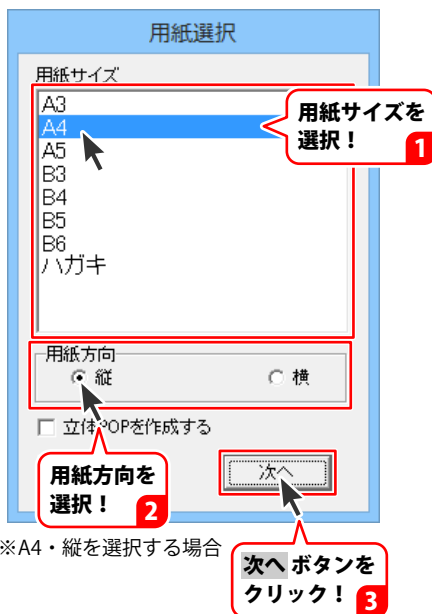 用紙選択
用紙サイズ
A3
A4
A5
B3
B4
B5
B6
ハガキ
用紙サイズを
選択！
1
用紙方向
縦
横
立体POPを作成する
用紙方向を
選択！
2
次へ
※A4・縦を選択する場合
次へ ボタンを
クリック！
3